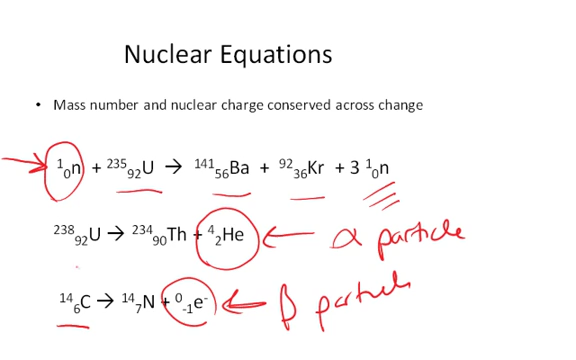 Nuclear Equations
• Mass number and nuclear charge conserved across change
¹₀n + ²³⁵₉₂U → ¹⁴¹₅₆Ba + ⁹²₃₆Kr + 3 ¹₀n
²³⁸₉₂U → ²³⁴₉₀Th + ⁴₂He ← α particle
¹⁴₆C → ¹⁴₇N + ⁰₋₁e⁻ ← β particle